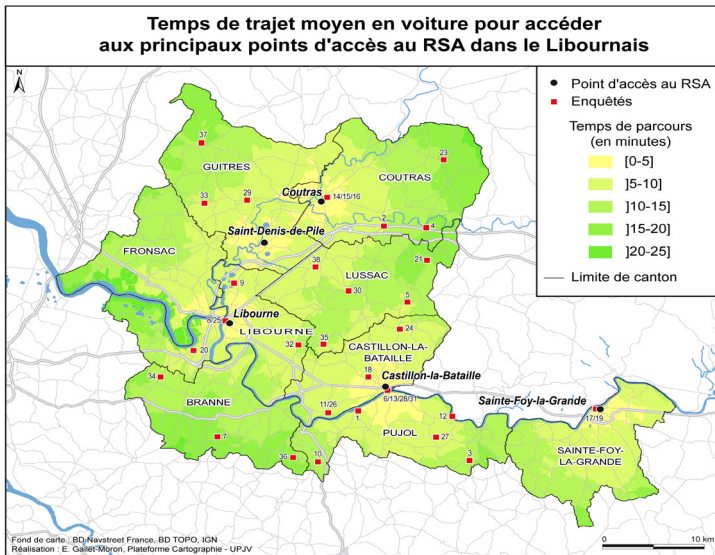 Temps de trajet moyen en voiture pour accéder
aux principaux points d'accès au RSA dans le Libournais
N
Point d'accès au RSA
Enquêtés
Temps de parcours
(en minutes)
[0-5]
]5-10]
]10-15]
]15-20]
]20-25]
Limite de canton
37
GUITRES
23
COUTRAS
33
29
Coutras
14/15/16
2
4
Saint-Denis-de-Pile
FRONSAC
38
21
LUSSAC
9
30
5
Libourne
8/25
LIBOURNE
24
32
35
CASTILLON-LA-
BATAILLE
20
18
Castillon-la-Bataille
34
6/13/28/31
BRANNE
11/26
1
12
Sainte-Foy-la-Grande
17/19
7
PUJOL
27
36
10
3
SAINTE-FOY
-LA-GRANDE
0
10 km
Fond de carte : BD Navstreet France, BD TOPO, IGN
Réalisation : E. Gallet-Moron, Plateforme Cartographie - UPJV